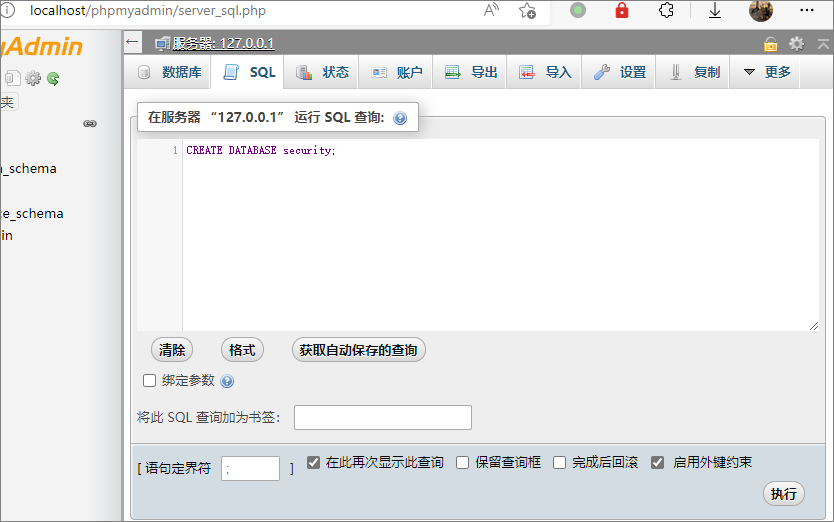 localhost/phpmyadmin/server_sql.php
yAdmin
服务器: 127.0.0.1
数据库 SQL 状态 账户 导出 导入 设置 复制 更多
夹
在服务器 “127.0.0.1” 运行 SQL 查询:
1 CREATE DATABASE security;
_schema
ce_schema
in
清除 格式 获取自动保存的查询
绑定参数
将此 SQL 查询加为书签：
[ 语句定界符 ; ] 在此再次显示此查询 保留查询框 完成后回滚 启用外键约束
执行